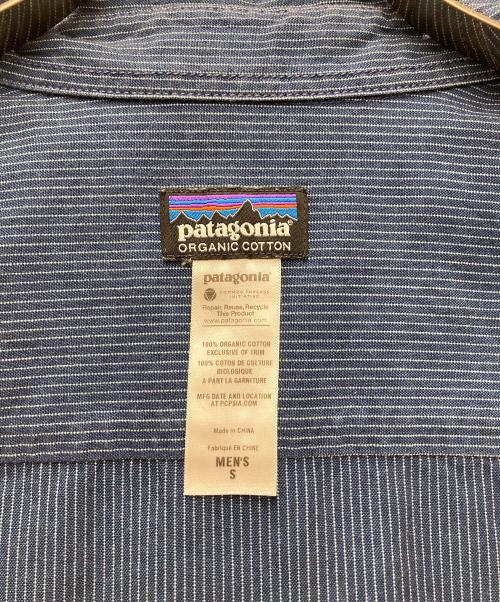 patagonia®
ORGANIC COTTON
patagonia®
COMMON THREADS
INITIATIVE
Repair, Reuse, Recycle
This Product
www.patagonia.com
100% ORGANIC COTTON
EXCLUSIVE OF TRIM
100% COTON DE CULTURE
BIOLOGIQUE
A PART LA GARNITURE
MFG DATE AND LOCATION
AT PCPSIA.COM
Made in CHINA
Fabriqué EN CHINE
MEN'S
S